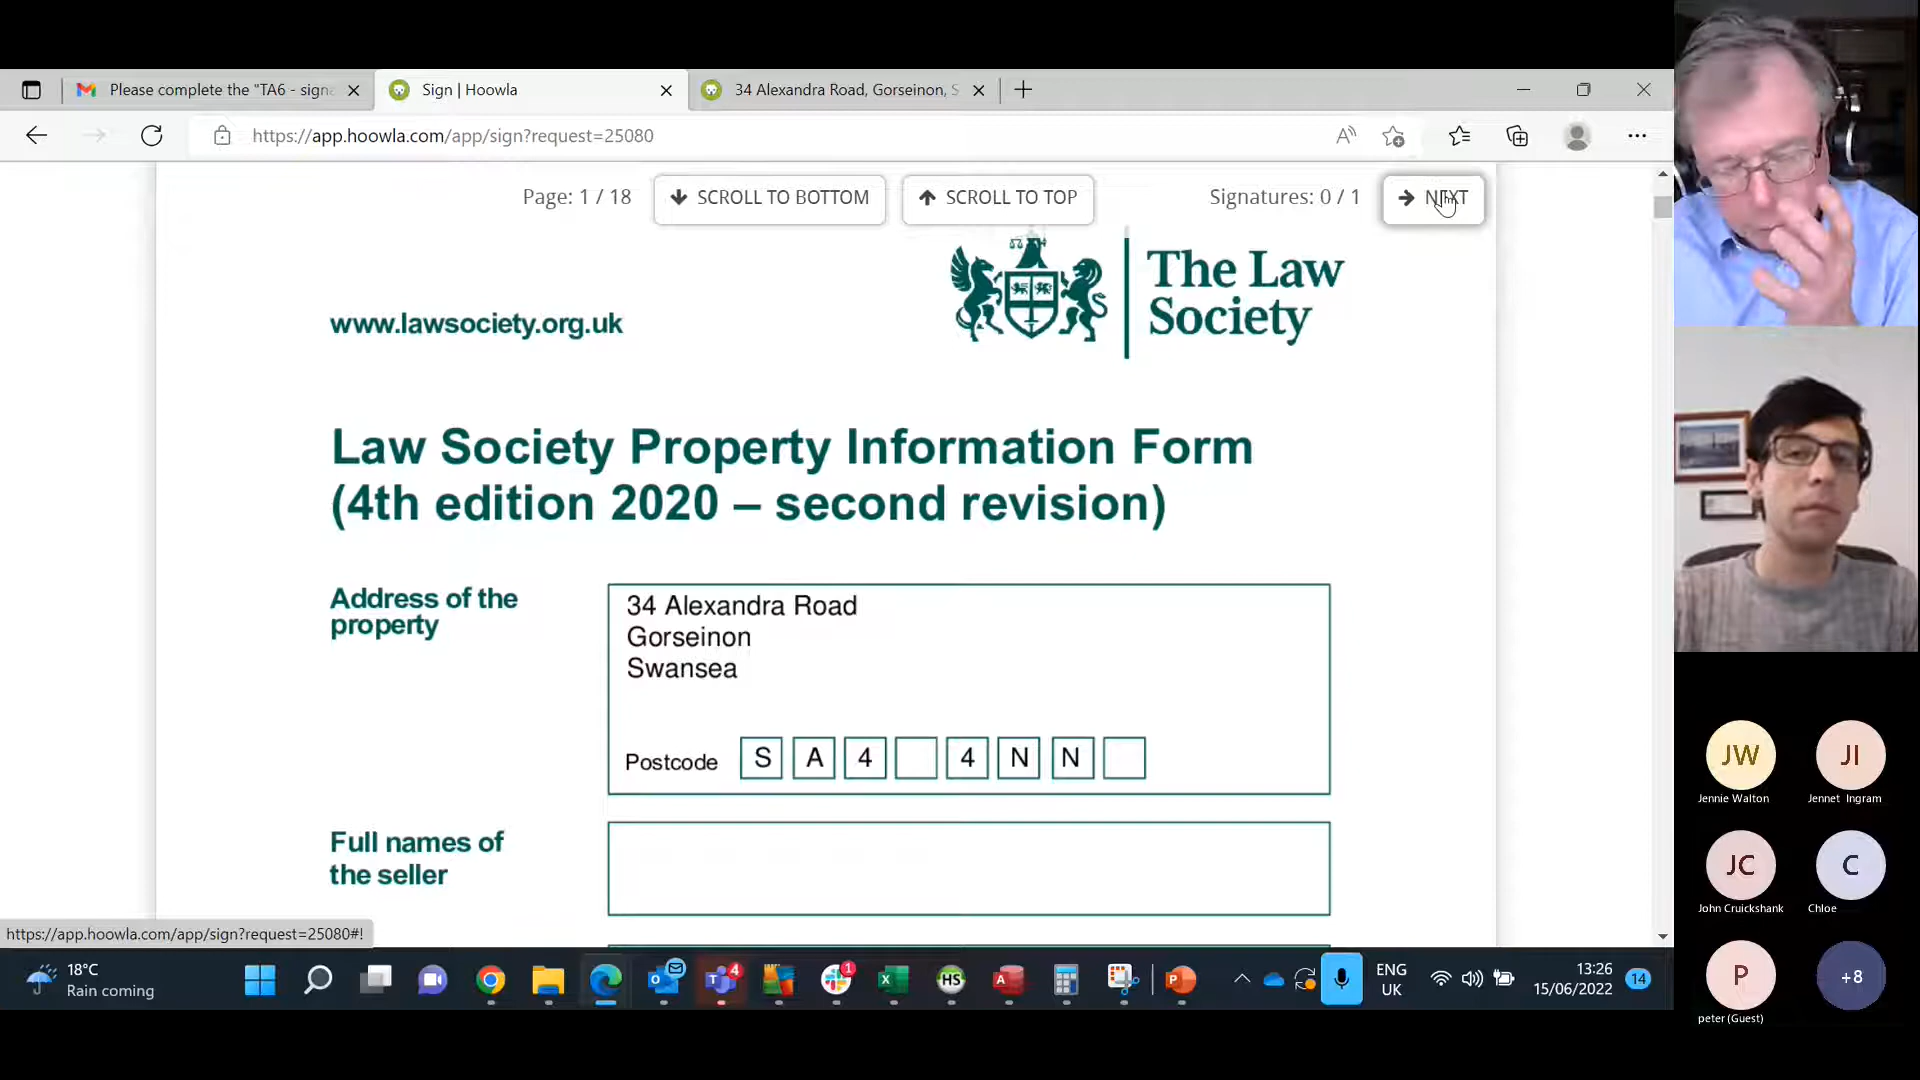 Please complete the "TA6 - sign
Sign | Hoowla
34 Alexandra Road, Gorseinon, S
https://app.hoowla.com/app/sign?request=25080
Page: 1 / 18
SCROLL TO BOTTOM
SCROLL TO TOP
Signatures: 0 / 1
NEXT
www.lawsociety.org.uk
The Law
Society
Law Society Property Information Form
(4th edition 2020 – second revision)
Address of the
property
34 Alexandra Road
Gorseinon
Swansea
Postcode S A 4 4 N N
Full names of
the seller
https://app.hoowla.com/app/sign?request=25080#!
18°C
Rain coming
4
1
HS
ENG
UK
13:26
15/06/2022
14
JW
Jennie Walton
JI
Jennet Ingram
JC
John Cruickshank
C
Chloe
P
peter (Guest)
+8